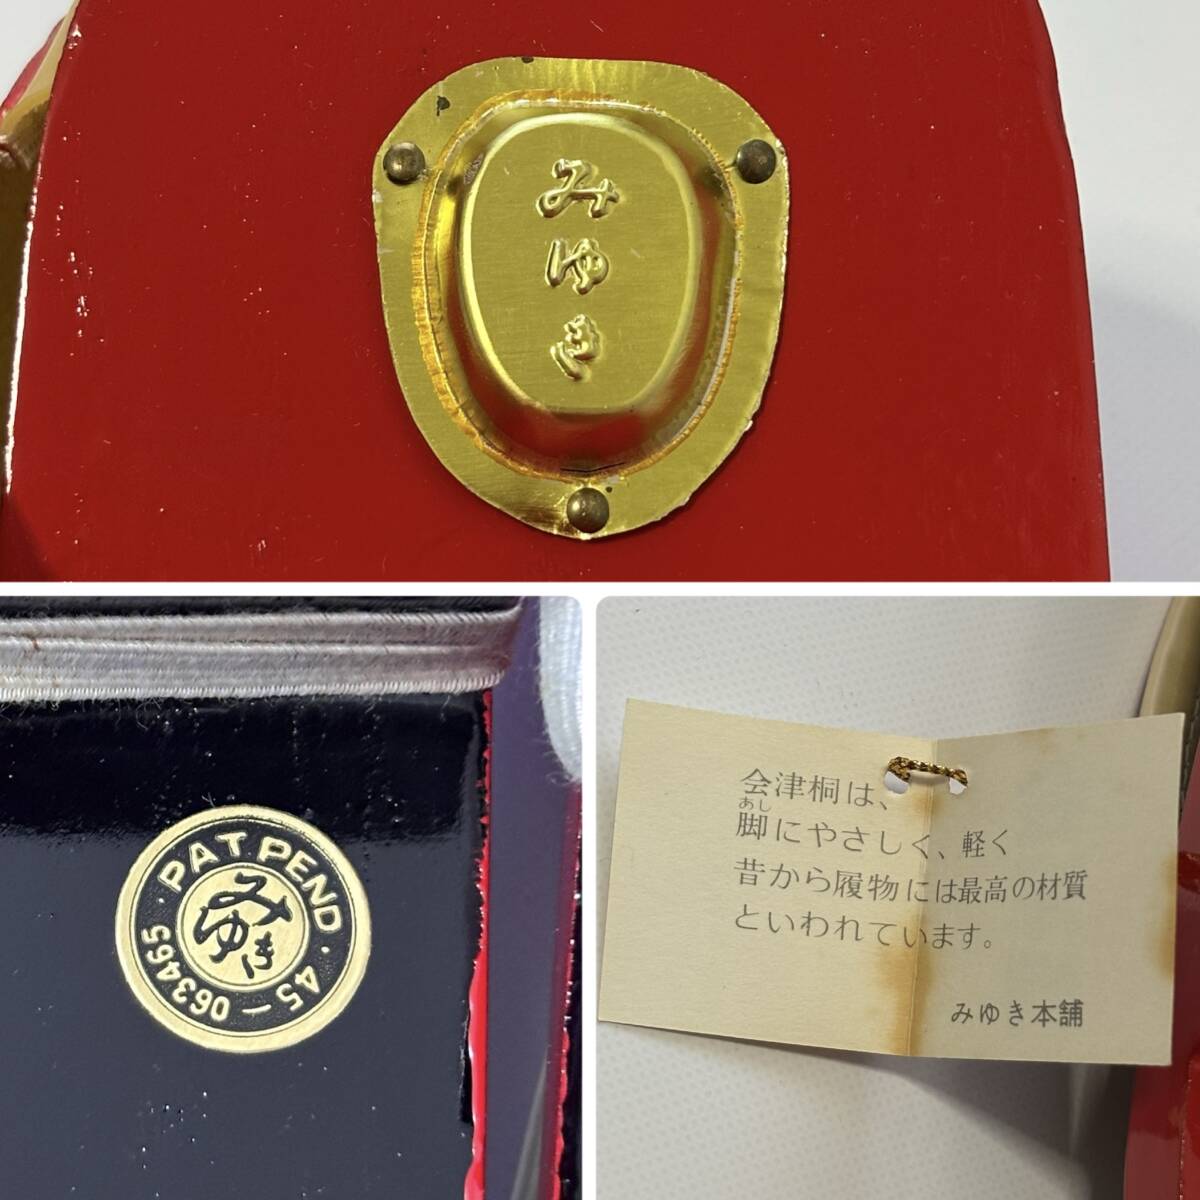 みゆき
PAT.PEND・45-063465
みゆき
会津桐は、
あし
脚にやさしく、軽く
昔から履物には最高の材質
といわれています。
みゆき本舗